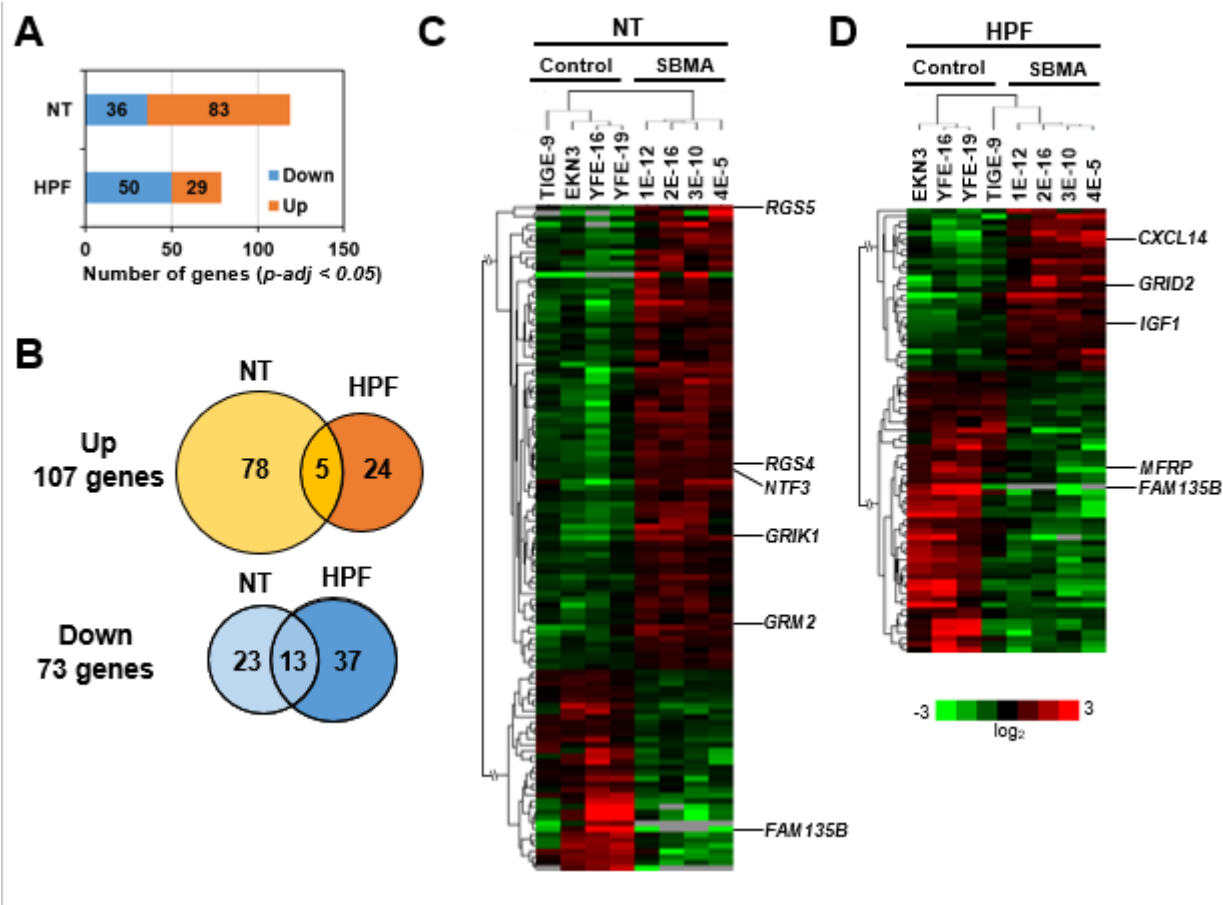 A
NT
36
83
HPF
50
29
Down
Up
0
50
100
150
Number of genes (p-adj < 0.05)
B
NT
HPF
Up
107 genes
78
5
24
NT
HPF
Down
73 genes
23
13
37
C
NT
Control
SBMA
TIGE-9
EKN3
YFE-16
YFE-19
1E-12
2E-16
3E-10
4E-5
RGS5
RGS4
NTF3
GRIK1
GRM2
FAM135B
D
HPF
Control
SBMA
EKN3
YFE-16
YFE-19
TIGE-9
1E-12
2E-16
3E-10
4E-5
CXCL14
GRID2
IGF1
MFRP
FAM135B
-3
3
log₂